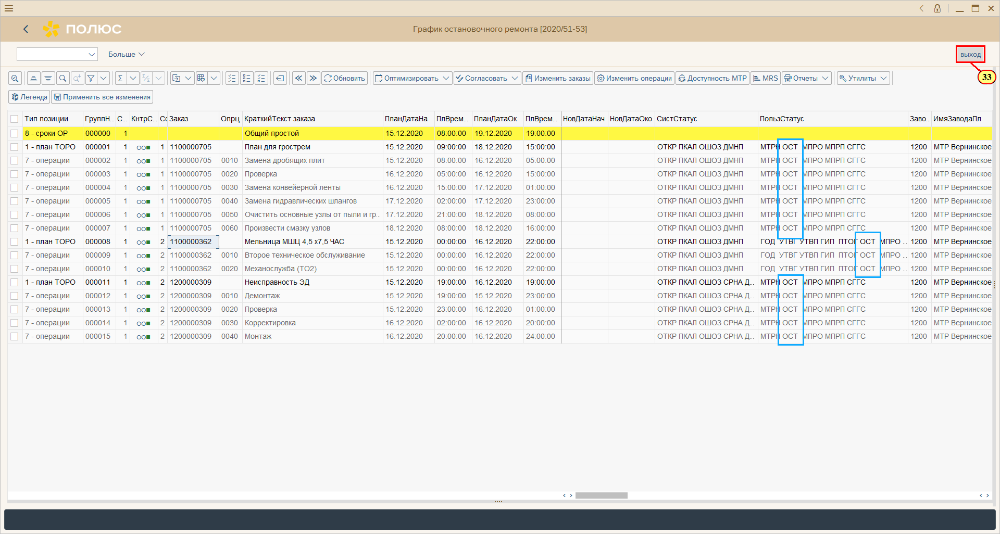 ПОЛЮС
График остановочного ремонта [2020/51-53]
Больше
выход
33
Σ Обновить Оптимизировать Согласовать Изменить заказы Изменить операции Доступность МТР MRS Отчеты Утилиты
Легенда Применить все изменения
Тип позиции ГруппН... С... КнтрС... Сс Заказ Опрц КраткийТекст заказа ПланДатаНа ПлВрем... ПланДатаОк ПлВрем... НовДатаНач НовДатаОко СистСтатус ПользСтатус Заво... ИмяЗаводаПл
8 - сроки ОР 000000 1 Общий простой 15.12.2020 08:00:00 19.12.2020 19:00:00
1 - план ТОРО 000001 1 1 1100000705 План для грострем 15.12.2020 09:00:00 18.12.2020 15:00:00 ОТКР ПКАЛ ОШОЗ ДМНП МТРН ОСТ МПРО МПРП СГГС 1200 МТР Вернинское
7 - операции 000002 1 1 1100000705 0010 Замена дробящих плит 15.12.2020 08:00:00 16.12.2020 05:00:00 ОТКР ПКАЛ ОШОЗ ДМНП МТРН ОСТ МПРО МПРП СГГС 1200 МТР Вернинское
7 - операции 000003 1 1 1100000705 0020 Проверка 16.12.2020 05:00:00 16.12.2020 15:00:00 ОТКР ПКАЛ ОШОЗ ДМНП МТРН ОСТ МПРО МПРП СГГС 1200 МТР Вернинское
7 - операции 000004 1 1 1100000705 0030 Замена конвейерной ленты 16.12.2020 15:00:00 17.12.2020 01:00:00 ОТКР ПКАЛ ОШОЗ ДМНП МТРН ОСТ МПРО МПРП СГГС 1200 МТР Вернинское
7 - операции 000005 1 1 1100000705 0040 Замена гидравлических шлангов 17.12.2020 02:00:00 17.12.2020 23:00:00 ОТКР ПКАЛ ОШОЗ ДМНП МТРН ОСТ МПРО МПРП СГГС 1200 МТР Вернинское
7 - операции 000006 1 1 1100000705 0050 Очистить основные узлы от пыли и гр... 17.12.2020 21:00:00 18.12.2020 08:00:00 ОТКР ПКАЛ ОШОЗ ДМНП МТРН ОСТ МПРО МПРП СГГС 1200 МТР Вернинское
7 - операции 000007 1 1 1100000705 0060 Произвести смазку узлов 18.12.2020 08:00:00 18.12.2020 16:00:00 ОТКР ПКАЛ ОШОЗ ДМНП МТРН ОСТ МПРО МПРП СГГС 1200 МТР Вернинское
1 - план ТОРО 000008 1 2 1100000362 Мельница МШЦ 4,5 х7,5 ЧАС 15.12.2020 00:00:00 16.12.2020 22:00:00 ОТКР ПКАЛ ОШОЗ ДМНП ГОД УТВГ УТВП ГИП ПТОГ ОСТ МПРО ... 1200 МТР Вернинское
7 - операции 000009 1 2 1100000362 0010 Второе техническое обслуживание 15.12.2020 00:00:00 16.12.2020 22:00:00 ОТКР ПКАЛ ОШОЗ ДМНП ГОД УТВГ УТВП ГИП ПТОГ ОСТ МПРО ... 1200 МТР Вернинское
7 - операции 000010 1 2 1100000362 0020 Механослужба (ТО2) 15.12.2020 00:00:00 16.12.2020 22:00:00 ОТКР ПКАЛ ОШОЗ ДМНП ГОД УТВГ УТВП ГИП ПТОГ ОСТ МПРО ... 1200 МТР Вернинское
1 - план ТОРО 000011 1 2 1200000309 Неисправность ЭД 15.12.2020 19:00:00 16.12.2020 19:00:00 ОТКР ПКАЛ ОШОЗ СРНА Д... МТРН ОСТ МПРО МПРП СГГС 1200 МТР Вернинское
7 - операции 000012 1 2 1200000309 0010 Демонтаж 15.12.2020 19:00:00 15.12.2020 23:00:00 ОТКР ПКАЛ ОШОЗ СРНА Д... МТРН ОСТ МПРО МПРП СГГС 1200 МТР Вернинское
7 - операции 000013 1 2 1200000309 0020 Проверка 15.12.2020 23:00:00 16.12.2020 01:00:00 ОТКР ПКАЛ ОШОЗ СРНА Д... МТРН ОСТ МПРО МПРП СГГС 1200 МТР Вернинское
7 - операции 000014 1 2 1200000309 0030 Корректировка 16.12.2020 02:00:00 16.12.2020 20:00:00 ОТКР ПКАЛ ОШОЗ СРНА Д... МТРН ОСТ МПРО МПРП СГГС 1200 МТР Вернинское
7 - операции 000015 1 2 1200000309 0040 Монтаж 16.12.2020 20:00:00 16.12.2020 24:00:00 ОТКР ПКАЛ ОШОЗ СРНА Д... МТРН ОСТ МПРО МПРП СГГС 1200 МТР Вернинское